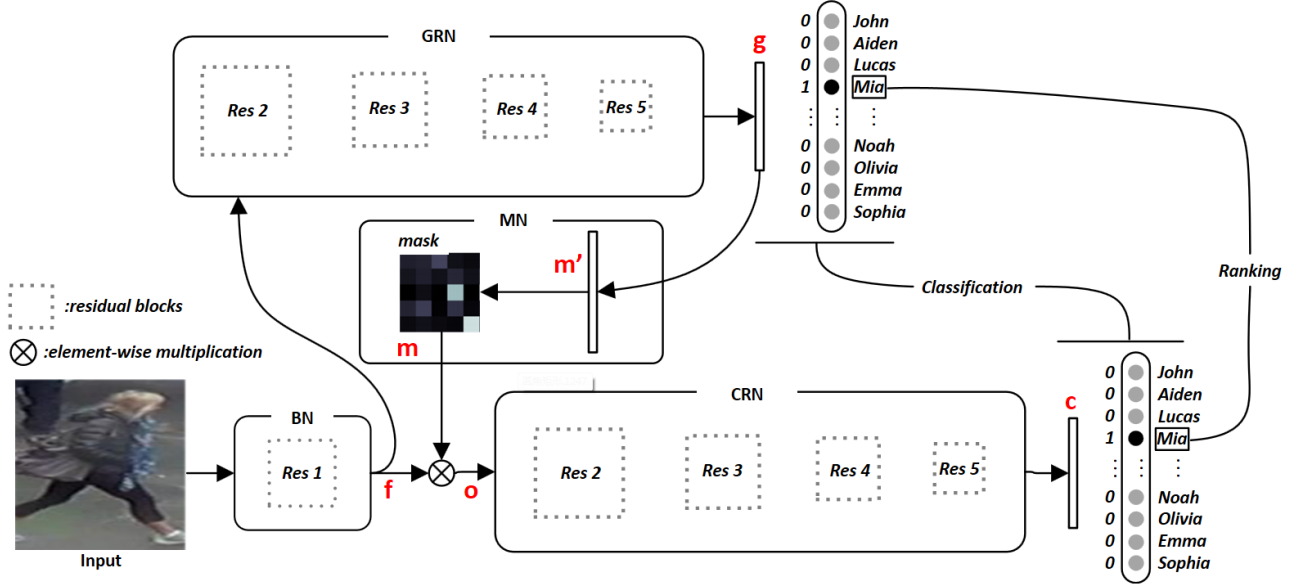 GRN
Res 2
Res 3
Res 4
Res 5
g
0 John
0 Aiden
0 Lucas
1 Mia
⋮ ⋮ ⋮
0 Noah
0 Olivia
0 Emma
0 Sophia
MN
mask
m'
m
Classification
Ranking
:residual blocks
:element-wise multiplication
Input
BN
Res 1
f
o
CRN
Res 2
Res 3
Res 4
Res 5
c
0 John
0 Aiden
0 Lucas
1 Mia
⋮ ⋮ ⋮
0 Noah
0 Olivia
0 Emma
0 Sophia